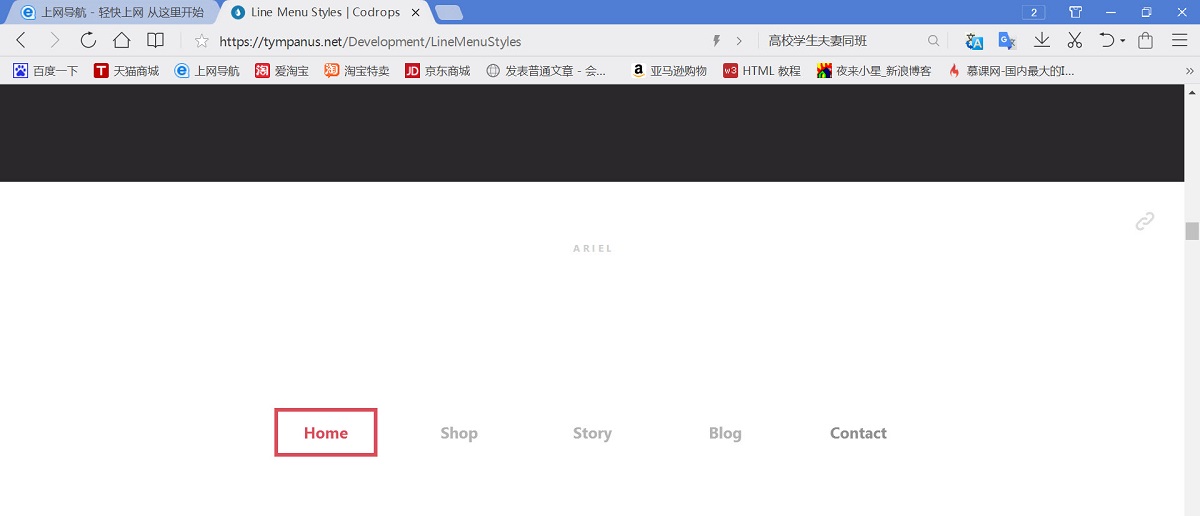 上网导航 - 轻快上网 从这里开始
Line Menu Styles | Codrops
2
https://tympanus.net/Development/LineMenuStyles
高校学生夫妻同班
百度一下 天猫商城 上网导航 爱淘宝 淘宝特卖 京东商城 发表普通文章 - 会... 亚马逊购物 HTML 教程 夜来小星_新浪博客 慕课网-国内最大的I...
ARIEL
Home Shop Story Blog Contact